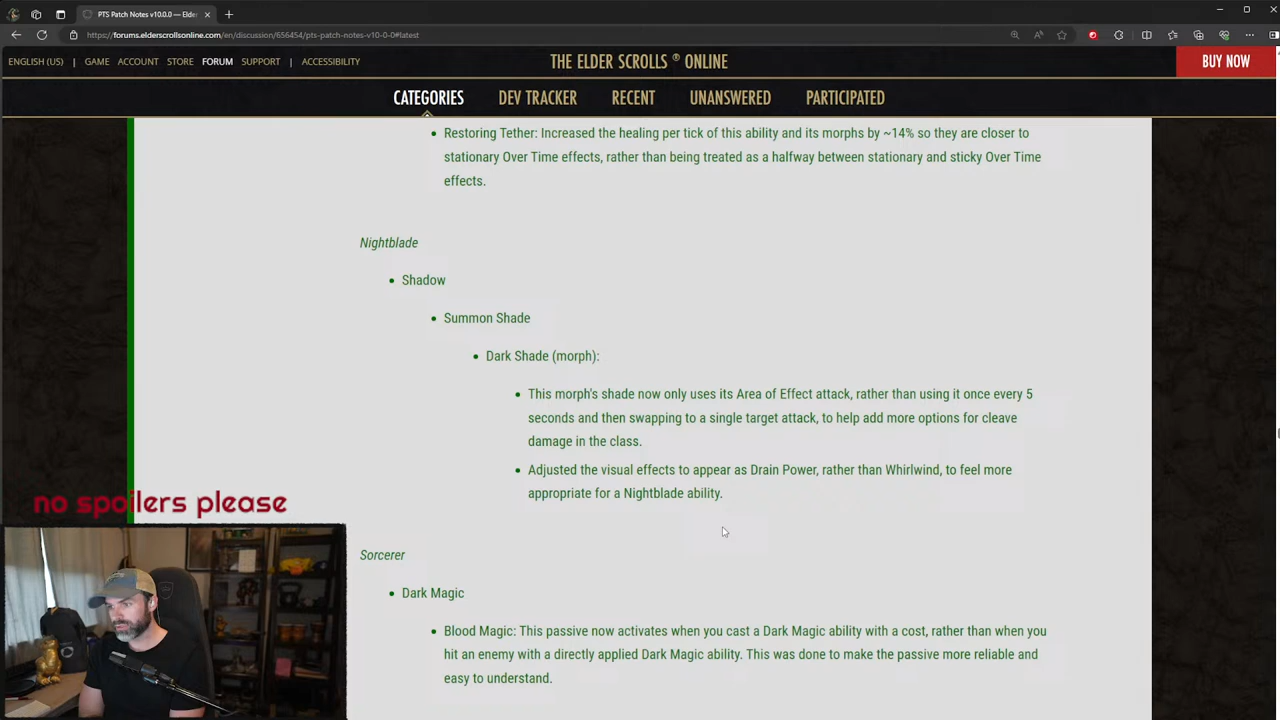 PTS Patch Notes v10.0.0 — Elder
https://forums.elderscrollsonline.com/en/discussion/656454/pts-patch-notes-v10-0-0#latest
ENGLISH (US) | GAME ACCOUNT STORE FORUM SUPPORT | ACCESSIBILITY
THE ELDER SCROLLS ® ONLINE
BUY NOW
CATEGORIES DEV TRACKER RECENT UNANSWERED PARTICIPATED
• Restoring Tether: Increased the healing per tick of this ability and its morphs by ~14% so they are closer to
stationary Over Time effects, rather than being treated as a halfway between stationary and sticky Over Time
effects.
Nightblade
• Shadow
• Summon Shade
• Dark Shade (morph):
• This morph's shade now only uses its Area of Effect attack, rather than using it once every 5
seconds and then swapping to a single target attack, to help add more options for cleave
damage in the class.
• Adjusted the visual effects to appear as Drain Power, rather than Whirlwind, to feel more
appropriate for a Nightblade ability.
no spoilers please
Sorcerer
• Dark Magic
• Blood Magic: This passive now activates when you cast a Dark Magic ability with a cost, rather than when you
hit an enemy with a directly applied Dark Magic ability. This was done to make the passive more reliable and
easy to understand.